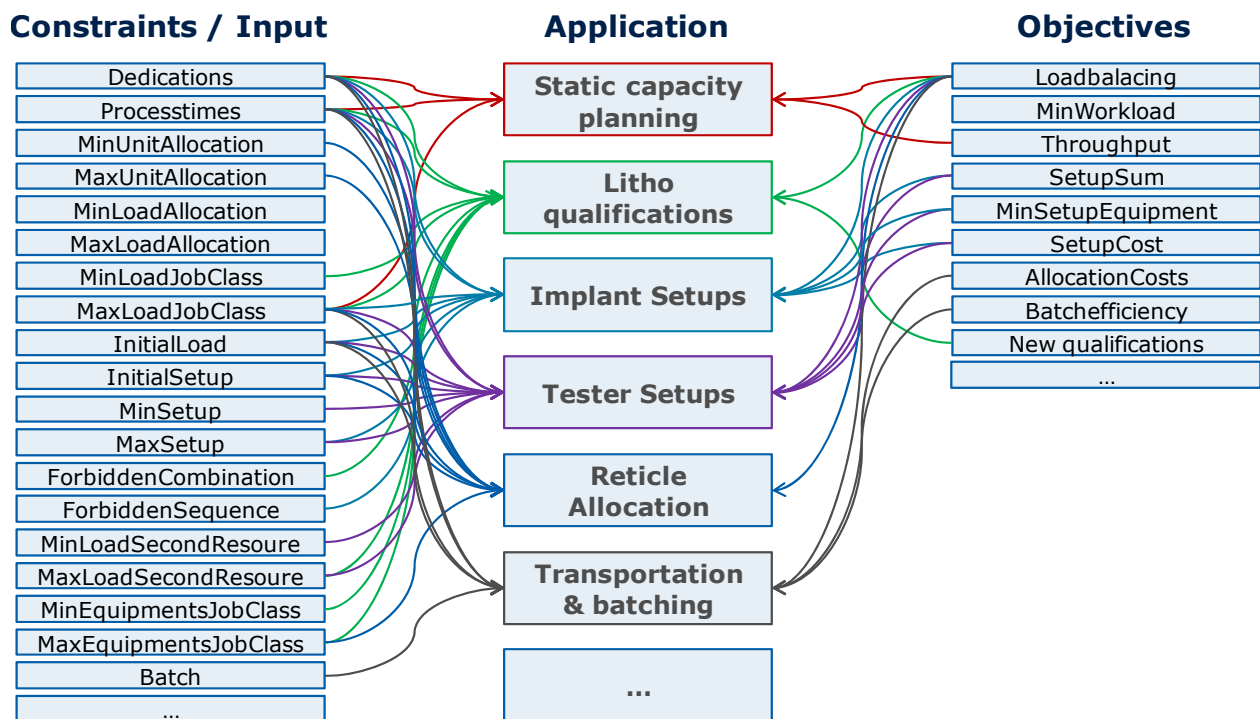 Constraints / Input
Dedications
Processtimes
MinUnitAllocation
MaxUnitAllocation
MinLoadAllocation
MaxLoadAllocation
MinLoadJobClass
MaxLoadJobClass
InitialLoad
InitialSetup
MinSetup
MaxSetup
ForbiddenCombination
ForbiddenSequence
MinLoadSecondResoure
MaxLoadSecondResoure
MinEquipmentsJobClass
MaxEquipmentsJobClass
Batch
...
Application
Static capacity
planning
Litho
qualifications
Implant Setups
Tester Setups
Reticle
Allocation
Transportation
& batching
...
Objectives
Loadbalacing
MinWorkload
Throughput
SetupSum
MinSetupEquipment
SetupCost
AllocationCosts
Batchefficiency
New qualifications
...